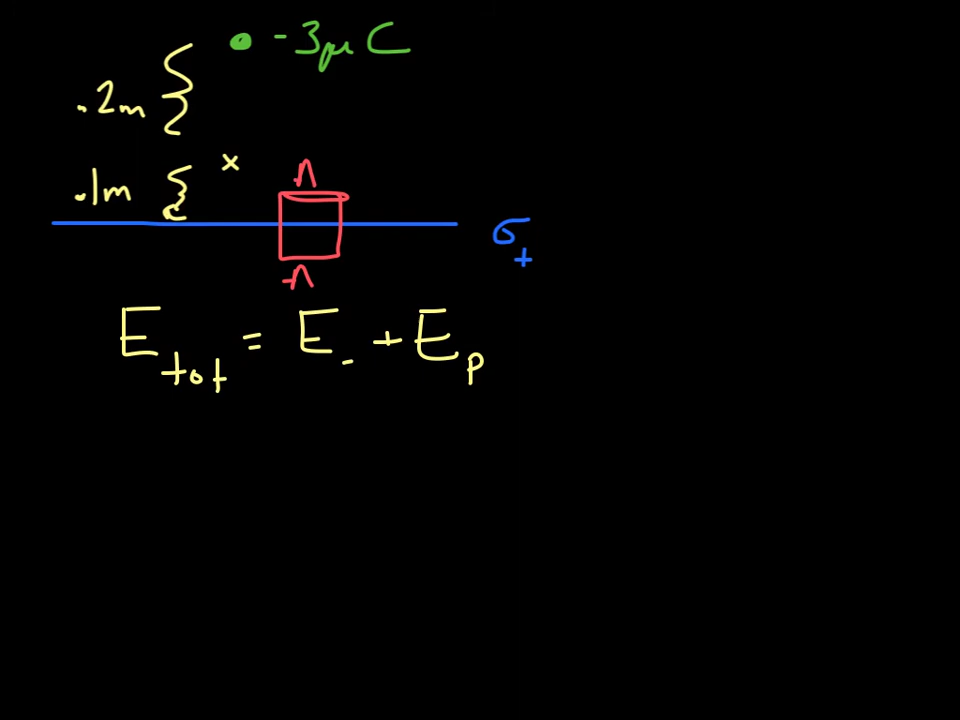 -3μC
.2m
x
.1m
n
σ+
-n
E_tot = E_- + E_p